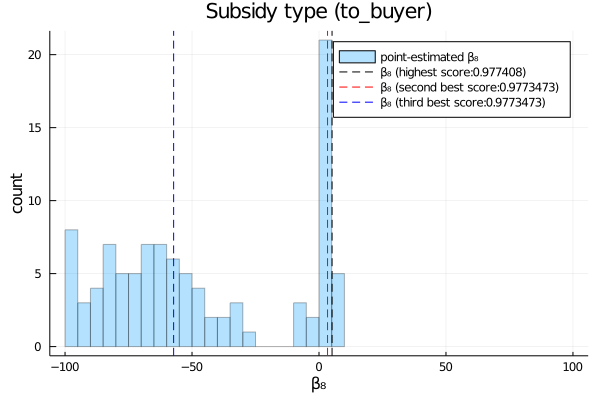 Subsidy type (to_buyer)
point-estimated β₈
β₈ (highest score:0.977408)
β₈ (second best score:0.9773473)
β₈ (third best score:0.9773473)
count
20
15
10
5
0
−100
−50
0
50
100
β₈